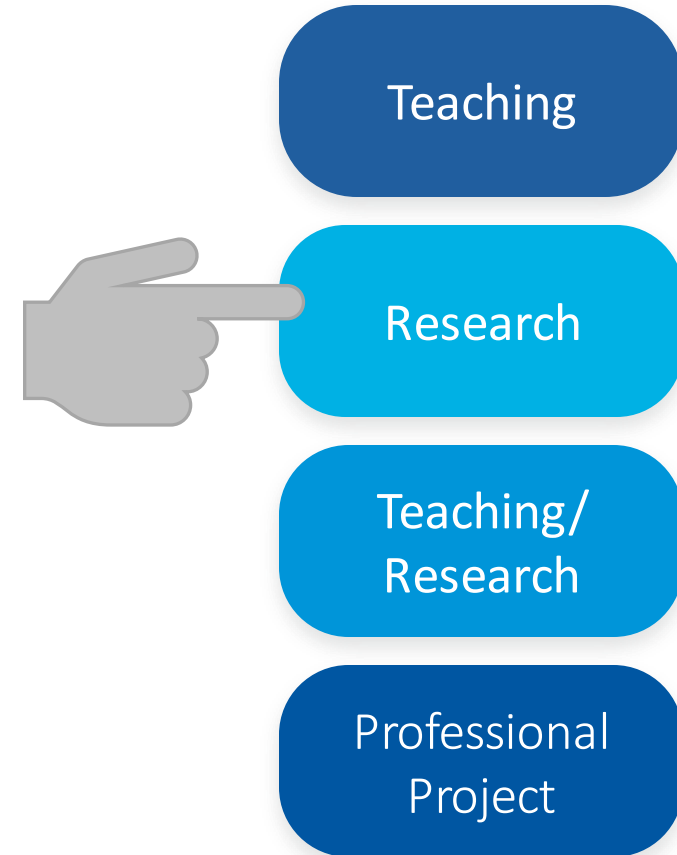 Teaching
Research
Teaching/
Research
Professional
Project